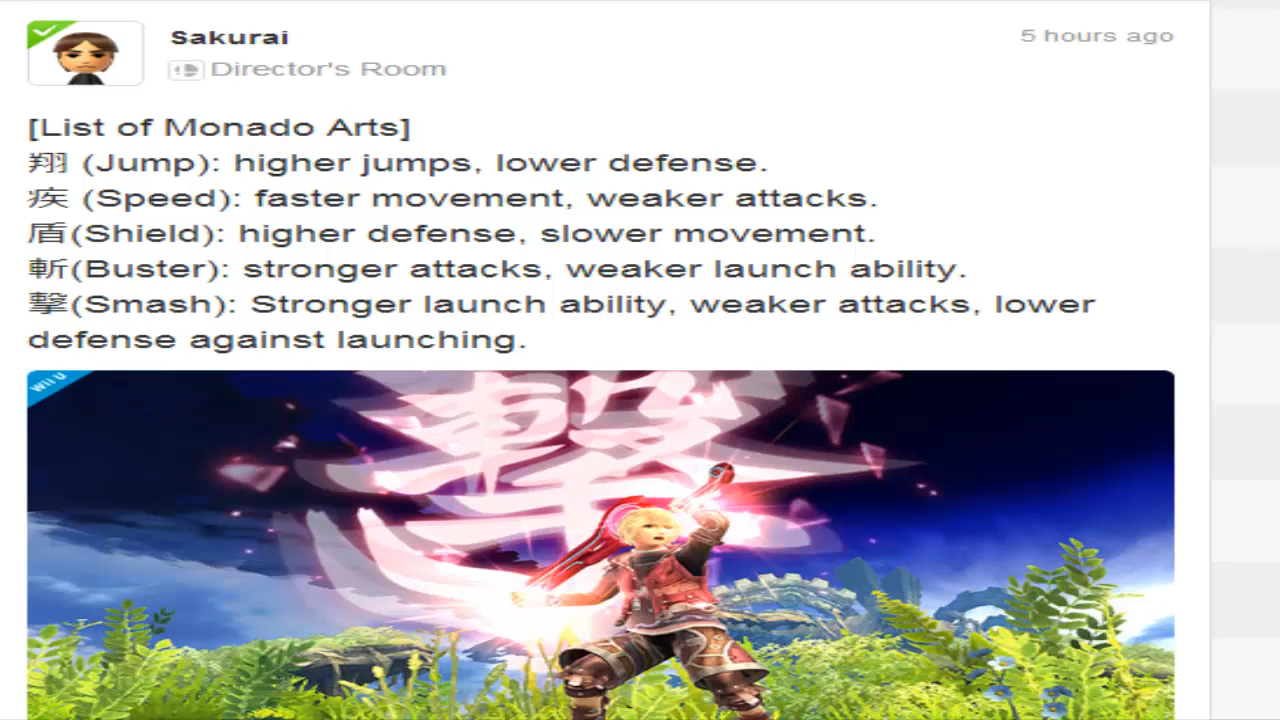 Sakurai
5 hours ago
Director's Room
[List of Monado Arts]
翔 (Jump): higher jumps, lower defense.
疾 (Speed): faster movement, weaker attacks.
盾(Shield): higher defense, slower movement.
斬(Buster): stronger attacks, weaker launch ability.
撃(Smash): Stronger launch ability, weaker attacks, lower
defense against launching.
Wii U
撃